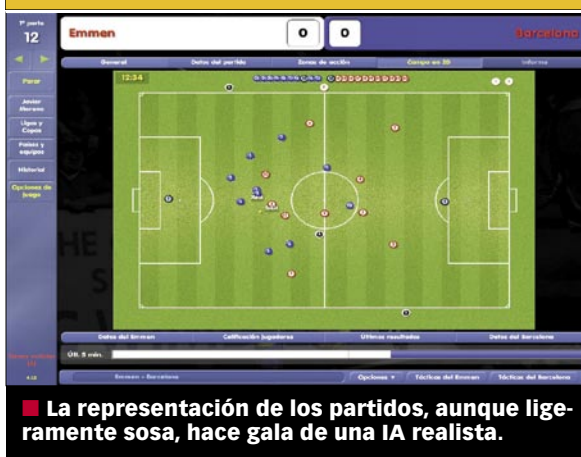 1ª parte
12
Emmen
0
0
Barcelona
General
Datos del partido
Zonas de acción
Campo en 2D
Informe
Parar
12:34
Javier
Moreno
Ligas y
Copas
Países y
equipos
Historial
Opciones de
juego
Datos del Emmen
Calificación jugadores
Últimos resultados
Datos del Barcelona
Últ. 5 min.
Emmen - Barcelona
Opciones
Tácticas del Emmen
Tácticas del Barcelona
La representación de los partidos, aunque lige-
ramente sosa, hace gala de una IA realista.